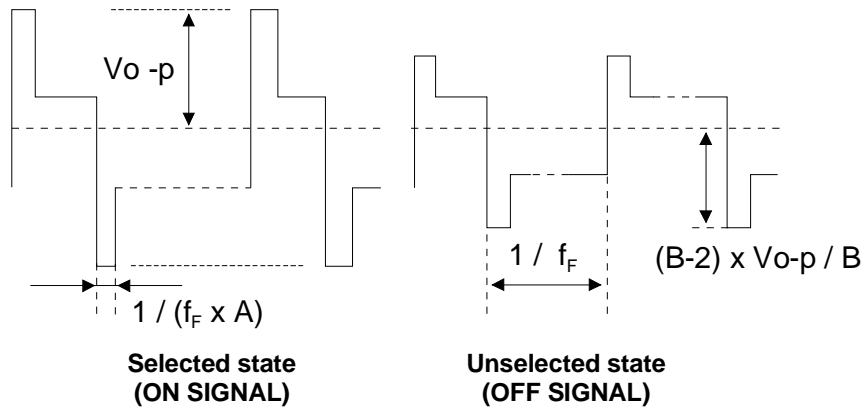 Vo -p
1 / f_F
(B-2) x Vo-p / B
1 / (f_F x A)
Selected state
(ON SIGNAL)
Unselected state
(OFF SIGNAL)